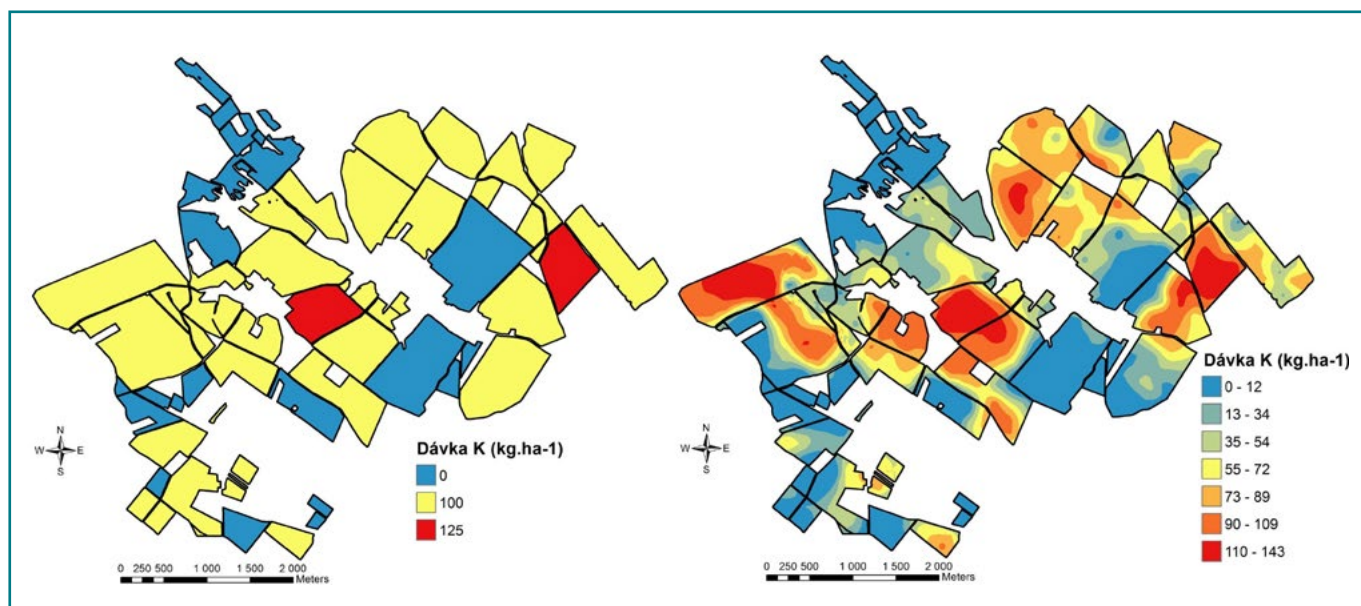 Dávka K (kg.ha-1)
0
100
125
N
W E
S
0 250 500 1 000 1 500 2 000
Meters
Dávka K (kg.ha-1)
0 - 12
13 - 34
35 - 54
55 - 72
73 - 89
90 - 109
110 - 143
N
W E
S
0 250 500 1 000 1 500 2 000
Meters